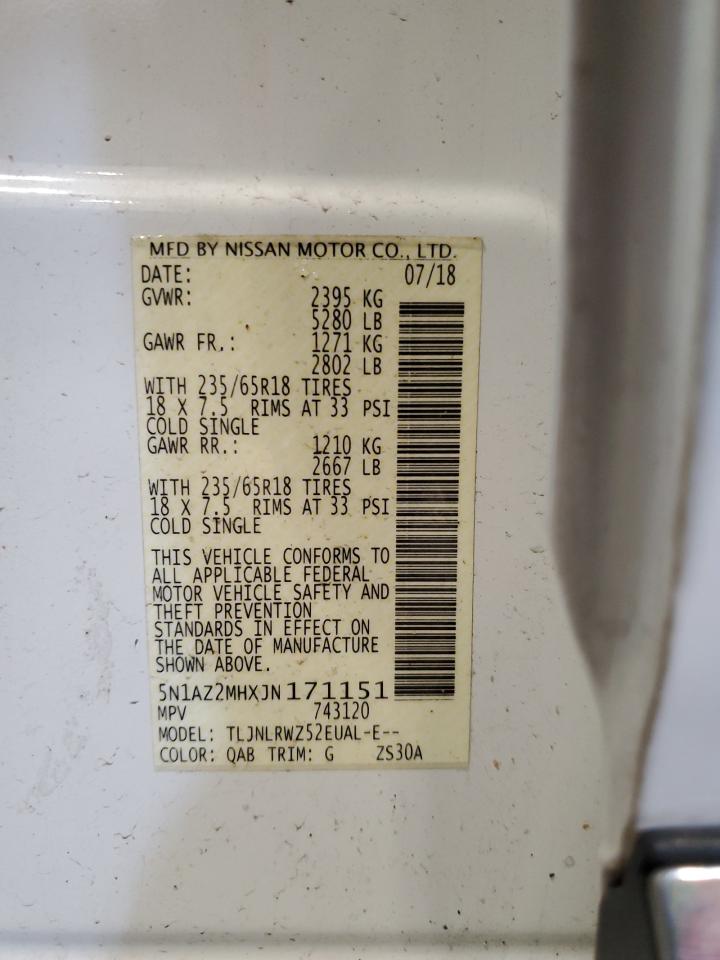 MFD BY NISSAN MOTOR CO., LTD.
DATE: 07/18
GVWR: 2395 KG
5280 LB
GAWR FR.: 1271 KG
2802 LB
WITH 235/65R18 TIRES
18 X 7.5 RIMS AT 33 PSI
COLD SINGLE
GAWR RR.: 1210 KG
2667 LB
WITH 235/65R18 TIRES
18 X 7.5 RIMS AT 33 PSI
COLD SINGLE
THIS VEHICLE CONFORMS TO
ALL APPLICABLE FEDERAL
MOTOR VEHICLE SAFETY AND
THEFT PREVENTION
STANDARDS IN EFFECT ON
THE DATE OF MANUFACTURE
SHOWN ABOVE.
5N1AZ2MHXJN171151
MPV 743120
MODEL: TLJNLRWZ52EUAL-E--
COLOR: QAB TRIM: G ZS30A